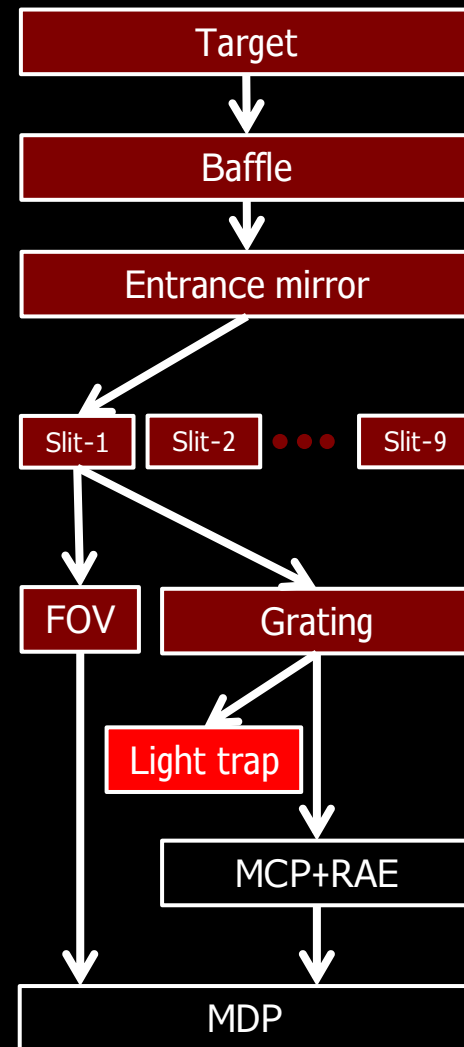 Target
Baffle
Entrance mirror
Slit-1
Slit-2
Slit-9
FOV
Grating
Light trap
MCP+RAE
MDP